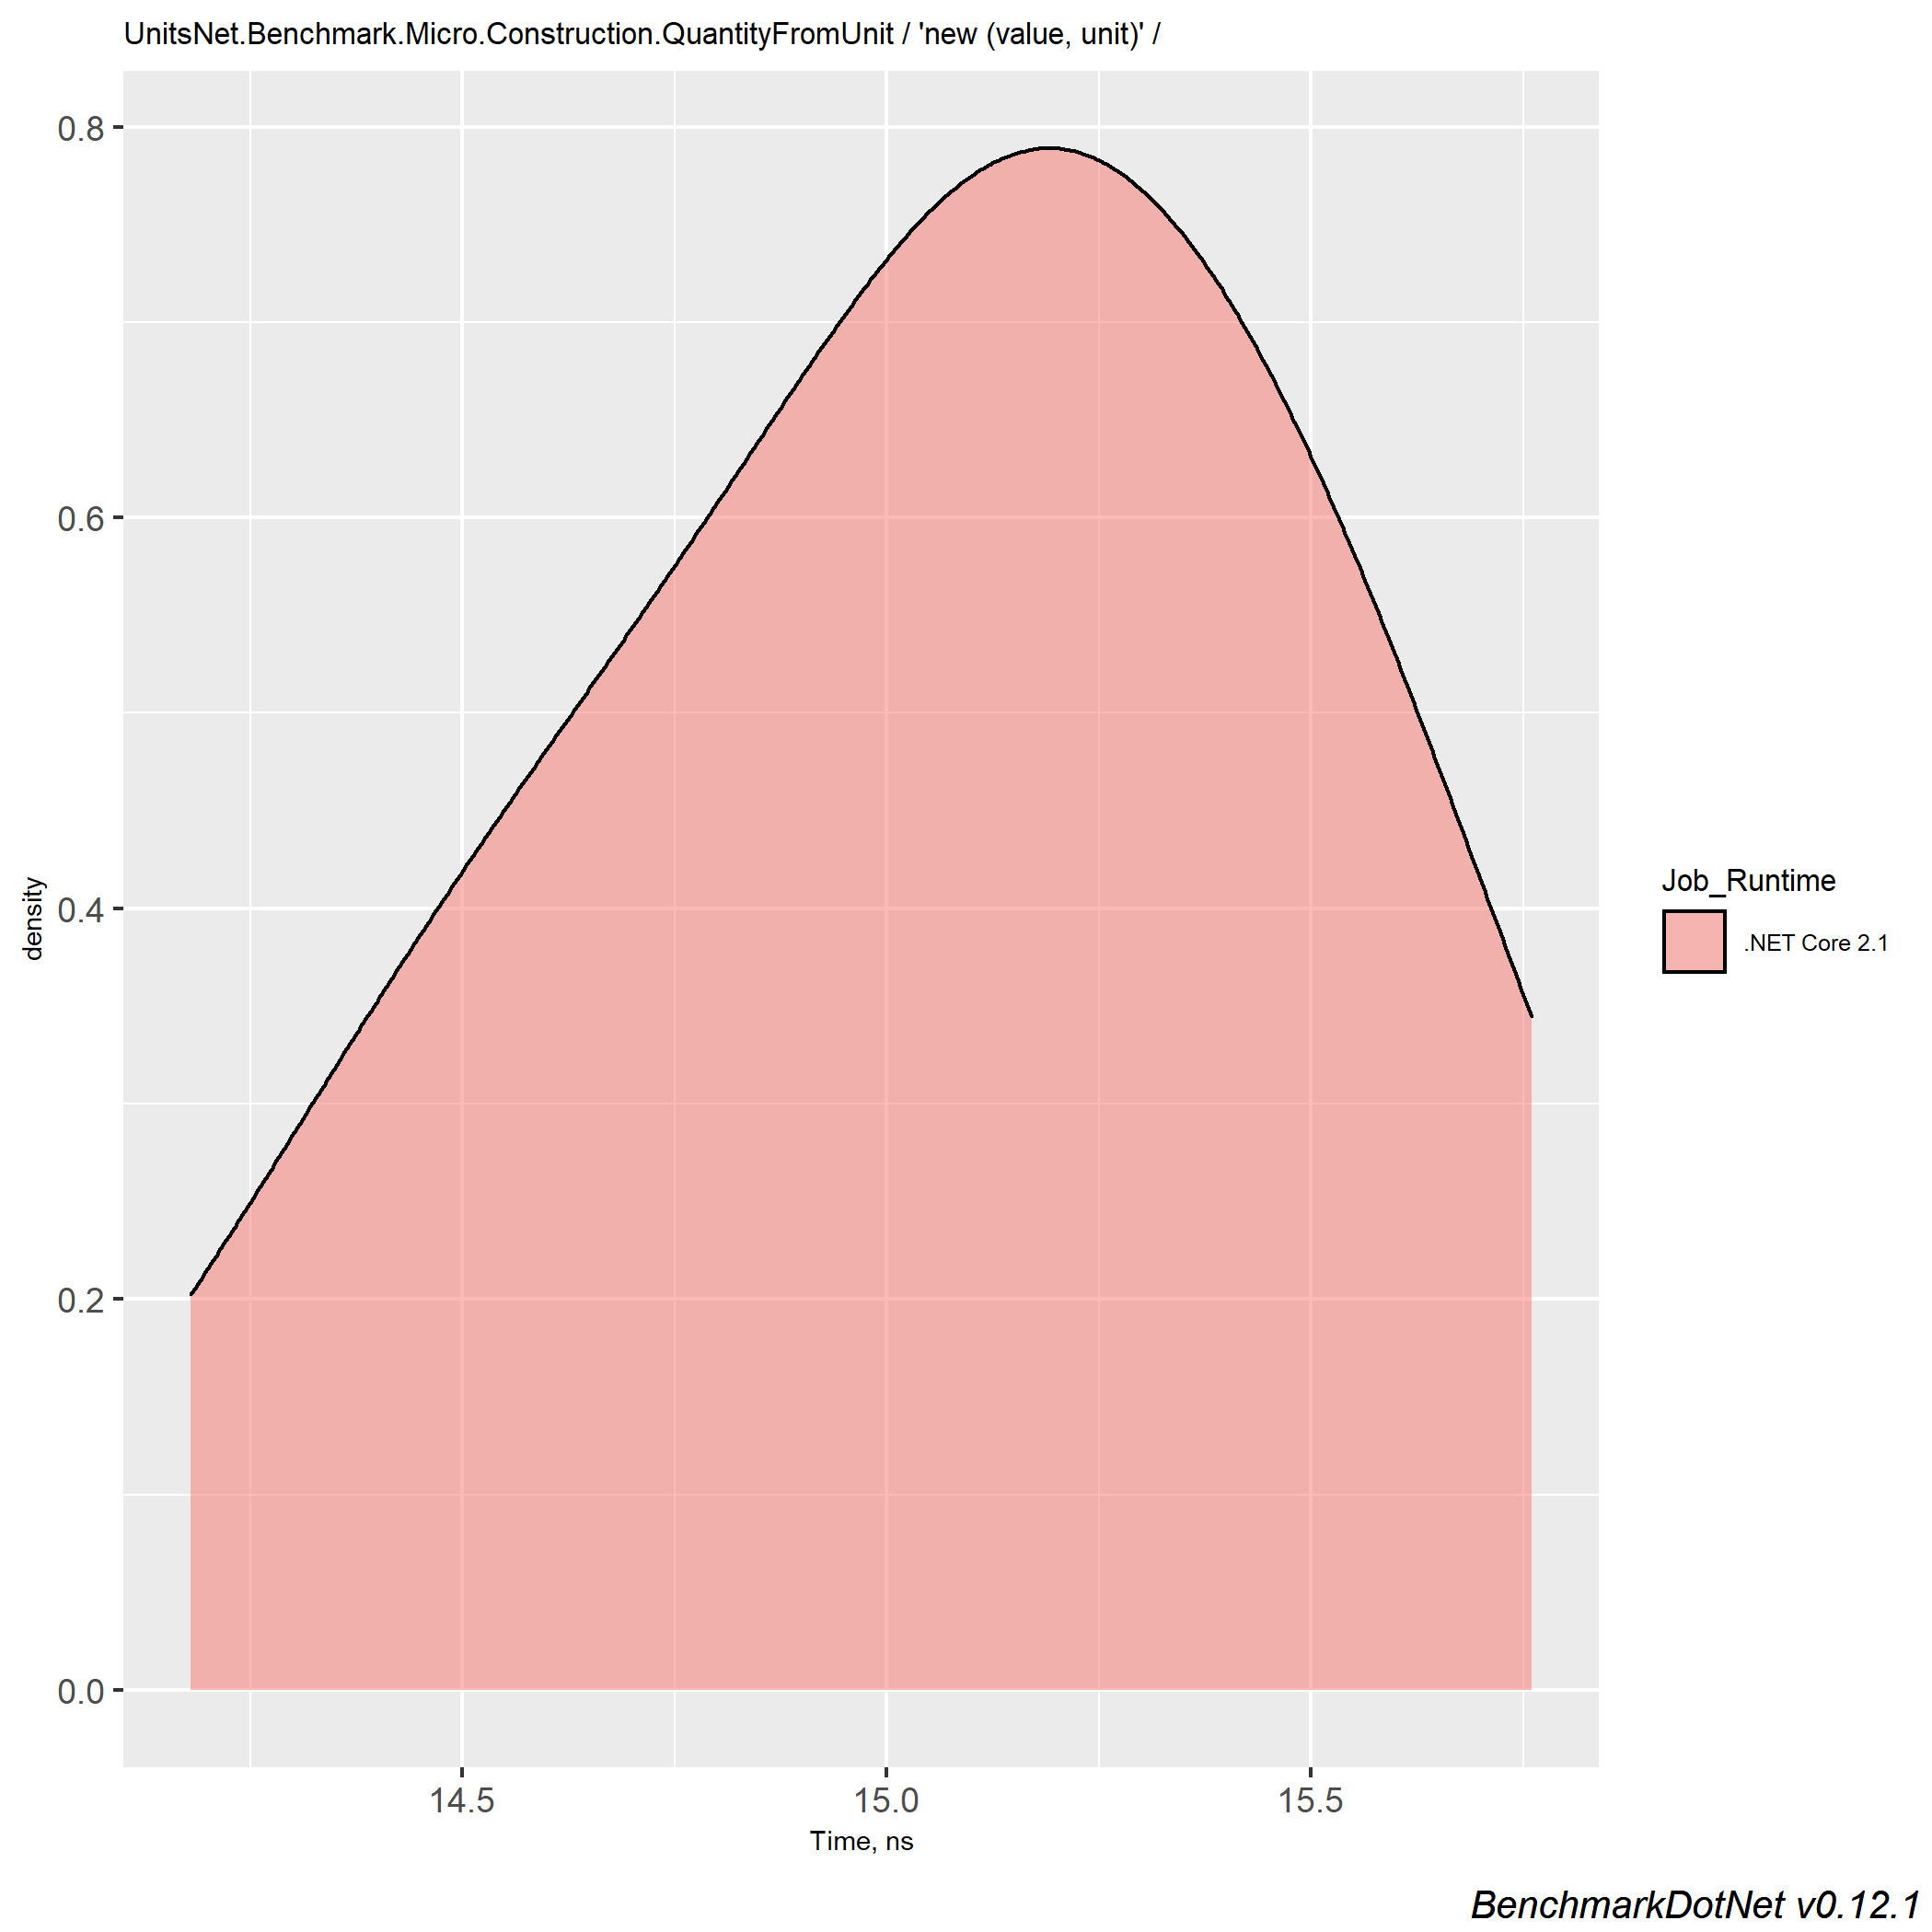 UnitsNet.Benchmark.Micro.Construction.QuantityFromUnit / 'new (value, unit)' /
0.8
0.6
0.4
0.2
0.0
density
14.5 15.0 15.5
Time, ns
Job_Runtime
.NET Core 2.1
BenchmarkDotNet v0.12.1